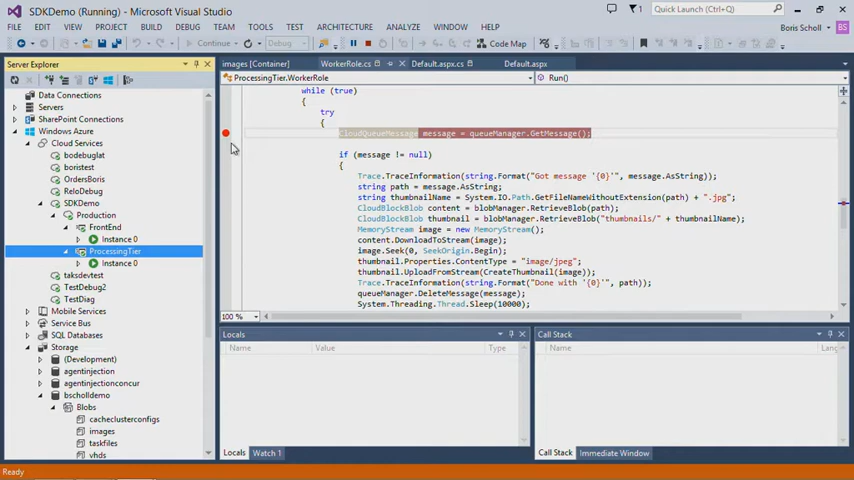 SDKDemo (Running) - Microsoft Visual Studio
Quick Launch (Ctrl+Q)
FILE EDIT VIEW PROJECT BUILD DEBUG TEAM TOOLS TEST ARCHITECTURE ANALYZE WINDOW HELP
Boris Scholl BS
Continue Debug Code Map
Server Explorer
images [Container] WorkerRole.cs Default.aspx.cs Default.aspx
ProcessingTier.WorkerRole Run()
Data Connections
Servers
SharePoint Connections
Windows Azure
Cloud Services
bodebuglat
boristest
OrdersBoris
ReloDebug
SDKDemo
Production
FrontEnd
Instance 0
ProcessingTier
Instance 0
taksdevtest
TestDebug2
TestDiag
Mobile Services
Service Bus
SQL Databases
Storage
(Development)
agentinjection
agentinjectionconcur
bscholldemo
Blobs
cacheclusterconfigs
images
taskfiles
vhds
while (true)
{
try
{
CloudQueueMessage message = queueManager.GetMessage();
if (message != null)
{
Trace.TraceInformation(string.Format("Got message '{0}'", message.AsString));
string path = message.AsString;
string thumbnailName = System.IO.Path.GetFileNameWithoutExtension(path) + ".jpg";
CloudBlockBlob content = blobManager.RetrieveBlob(path);
CloudBlockBlob thumbnail = blobManager.RetrieveBlob("thumbnails/" + thumbnailName);
MemoryStream image = new MemoryStream();
content.DownloadToStream(image);
image.Seek(0, SeekOrigin.Begin);
thumbnail.Properties.ContentType = "image/jpeg";
thumbnail.UploadFromStream(CreateThumbnail(image));
Trace.TraceInformation(string.Format("Done with '{0}'", path));
queueManager.DeleteMessage(message);
System.Threading.Thread.Sleep(10000);
100 %
Locals
Name Value Type
Locals Watch 1
Call Stack
Name Lang
Call Stack Immediate Window
Ready